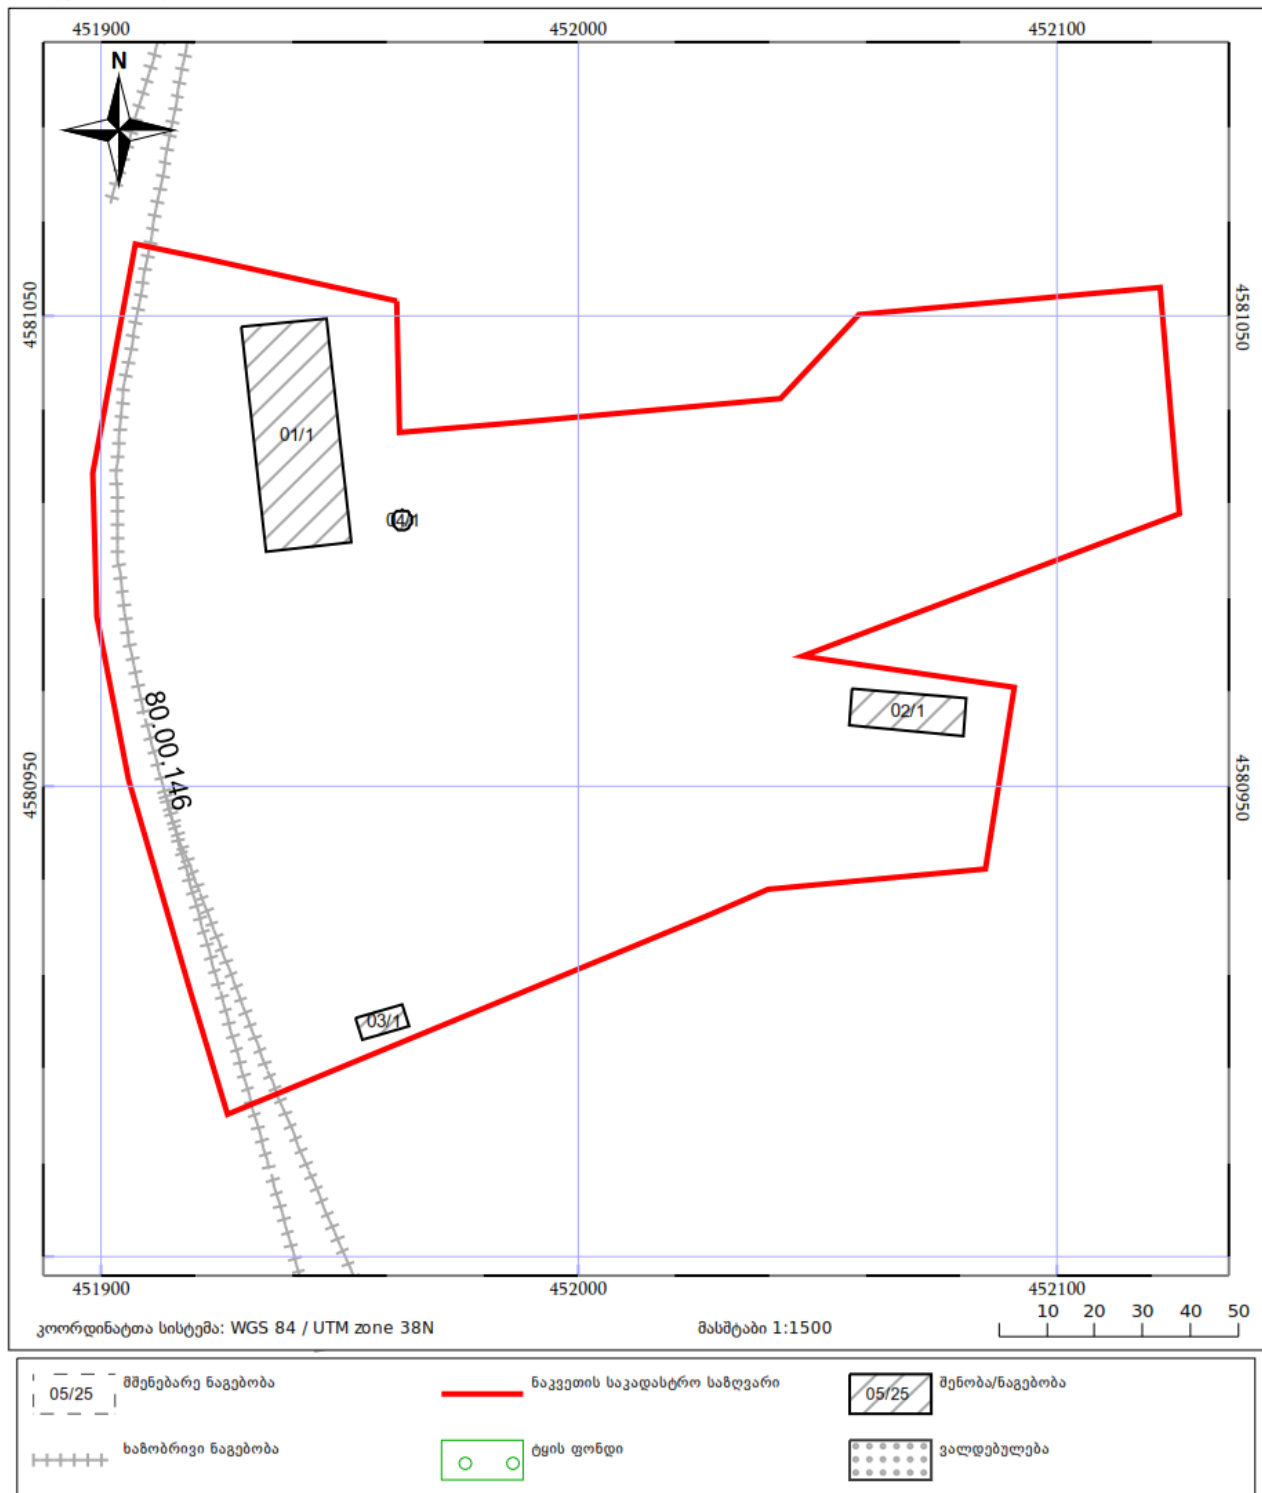 451900 452000 452100
N
4581050 4581050
01/1
04/1
80.00.146
02/1
4580950 4580950
03/1
451900 452000 452100
კოორდინატთა სისტემა: WGS 84 / UTM zone 38N მასშტაბი 1:1500 10 20 30 40 50
05/25 მშენებარე ნაგებობა ნაკვეთის საკადასტრო საზღვარი 05/25 შენობა/ნაგებობა
ხაზობრივი ნაგებობა ტყის ფონდი ვალდებულება